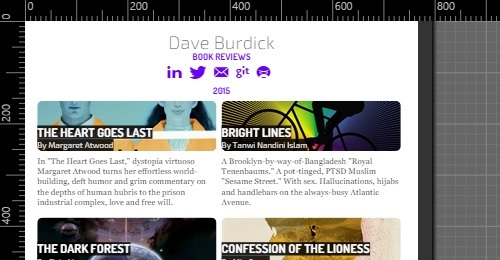 0 200 400 600 800
Dave Burdick
BOOK REVIEWS
in git
2015
THE HEART GOES LAST
By Margaret Atwood
In "The Heart Goes Last," dystopia virtuoso
Margaret Atwood turns her effortless world-
building, deft humor and grim commentary on
the depths of human hubris to the prison
industrial complex, love and free will.
BRIGHT LINES
By Tanwi Nandini Islam
A Brooklyn-by-way-of-Bangladesh "Royal
Tenenbaums." A pot-tinged, PTSD Muslim
"Sesame Street." With sex. Hallucinations, hijabs
and handlebars on the always-busy Atlantic
Avenue.
THE DARK FOREST
CONFESSION OF THE LIONESS
0
200
400